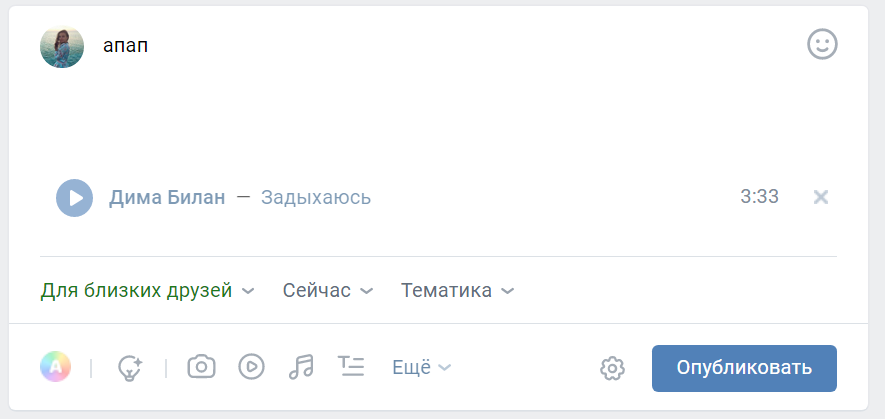 апап
Дима Билан — Задыхаюсь 3:33
Для близких друзей Сейчас Тематика
A Ещё Опубликовать